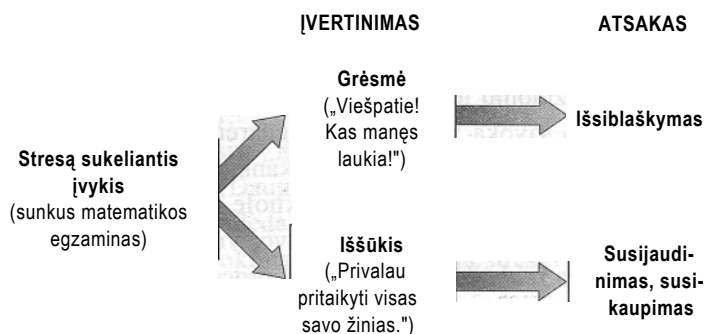 ĮVERTINIMAS
ATSAKAS
Stresą sukeliantis
įvykis
(sunkus matematikos
egzaminas)
Grėsmė
(„Viešpatie!
Kas manęs
laukia!")
Išsiblaškymas
Iššūkis
(„Privalau
pritaikyti visas
savo žinias.")
Susijaudi-
nimas, susi-
kaupimas